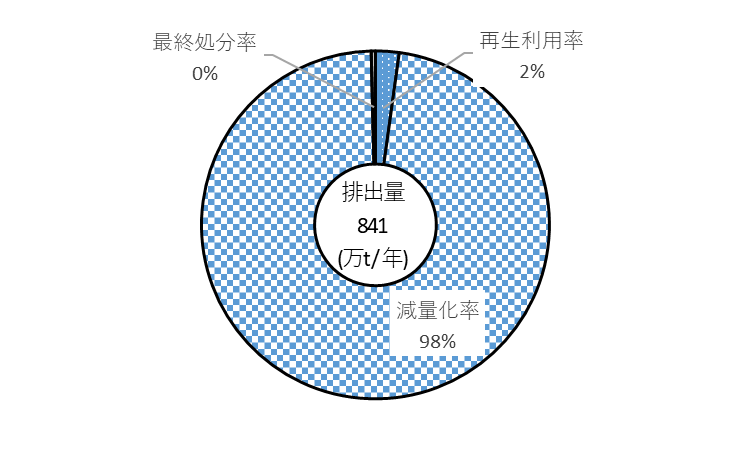 最終処分率
0%
再生利用率
2%
排出量
841
(万t/年)
減量化率
98%